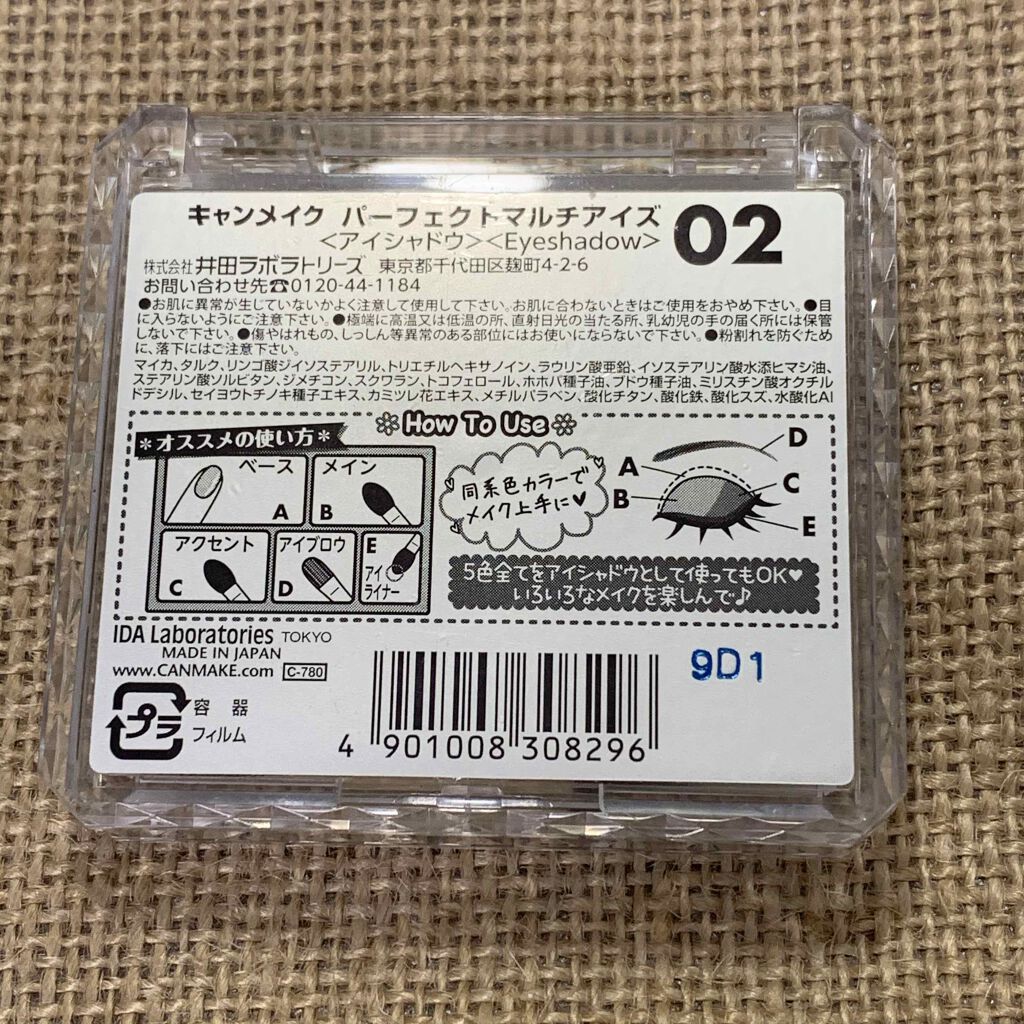 キャンメイク パーフェクトマルチアイズ 02
<アイシャドウ><Eyeshadow>
株式会社 井田ラボラトリーズ 東京都千代田区麹町4-2-6
お問い合わせ先☎0120-44-1184
●お肌に異常が生じていないかよく注意して使用して下さい。お肌に合わないときはご使用をおやめ下さい。●目
に入らないようにご注意下さい。●極端に高温又は低温の所、直射日光の当たる所、乳幼児の手の届く所には保管
しないで下さい。●傷やはれもの、しっしん等異常のある部位にはお使いにならないで下さい。●粉割れを防ぐため
に、落下にはご注意下さい。
マイカ、タルク、リンゴ酸ジイソステアリル、トリエチルヘキサノイン、ラウリン酸亜鉛、イソステアリン酸水添ヒマシ油、
ステアリン酸ソルビタン、ジメチコン、スクワラン、トコフェロール、ホホバ種子油、ブドウ種子油、ミリスチン酸オクチルド
デシル、セイヨウトチノキ種子エキス、カミツレ花エキス、メチルパラベン、酸化チタン、酸化鉄、酸化スズ、水酸化Al
How To Use
*オススメの使い方*
ベース
A
メイン
B
アクセント
C
アイブロウ
D
E
アイ
ライナー
同系色カラーで
メイク上手に♥
A
B
D
C
E
5色全てをアイシャドウとして使ってもOK♥
いろいろなメイクを楽しんで♪
IDA Laboratories TOKYO
MADE IN JAPAN
www.CANMAKE.com C-780
プラ
容器
フィルム
4 901008 308296
9D1